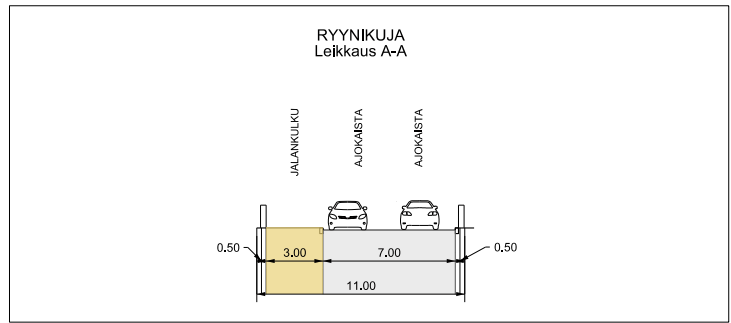 RYYNIKUJA
Leikkaus A-A
JALANKULKU
AJOKAISTA
AJOKAISTA
0.50
3.00
7.00
0.50
11.00